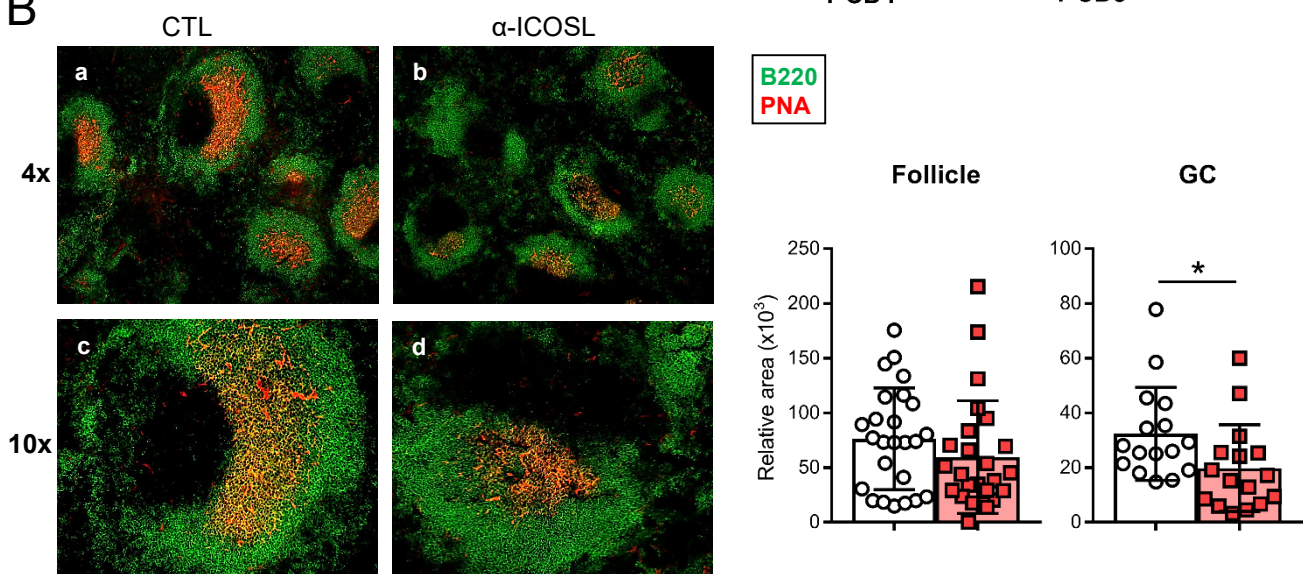 B
CTL
α-ICOSL
4x
a
b
10x
c
d
B220
PNA
Follicle
GC
Relative area (x10³)
250
200
150
100
50
0
100
80
60
40
20
0
*